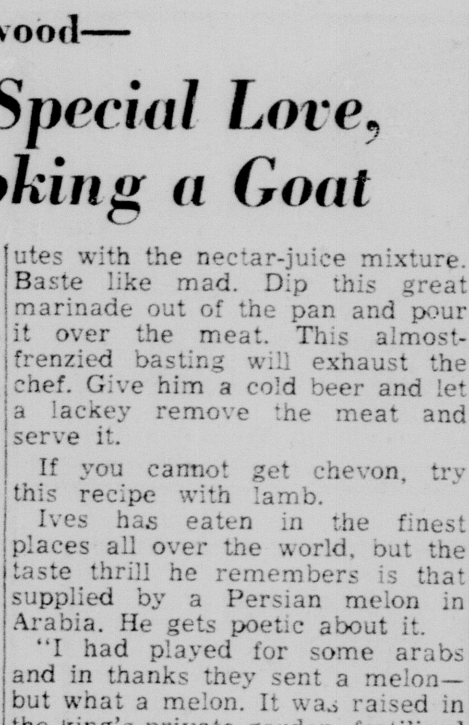 wood—
Special Love,
oking a Goat
utes with the nectar-juice mixture.
Baste like mad. Dip this great
marinade out of the pan and pour
it over the meat. This almost-
frenzied basting will exhaust the
chef. Give him a cold beer and let
a lackey remove the meat and
serve it.
If you cannot get chevon, try
this recipe with lamb.
Ives has eaten in the finest
places all over the world, but the
taste thrill he remembers is that
supplied by a Persian melon in
Arabia. He gets poetic about it.
"I had played for some arabs
and in thanks they sent a melon—
but what a melon. It was raised in
the king's private